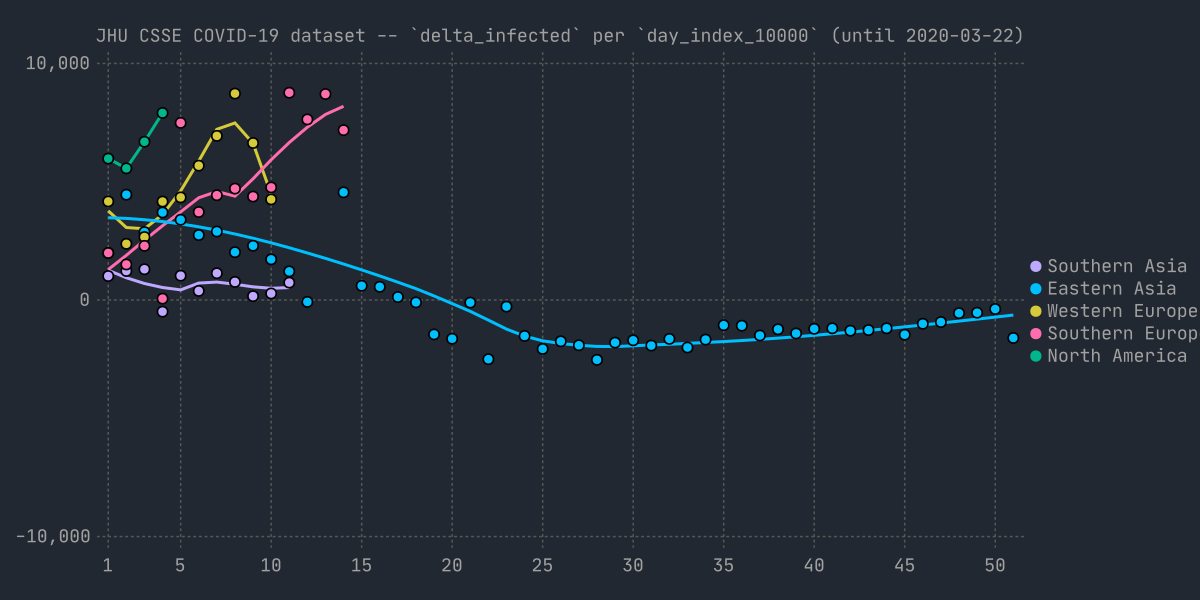 JHU CSSE COVID-19 dataset -- `delta_infected` per `day_index_10000` (until 2020-03-22)
10,000
0
-10,000
1 5 10 15 20 25 30 35 40 45 50
Southern Asia
Eastern Asia
Western Europe
Southern Europ
North America